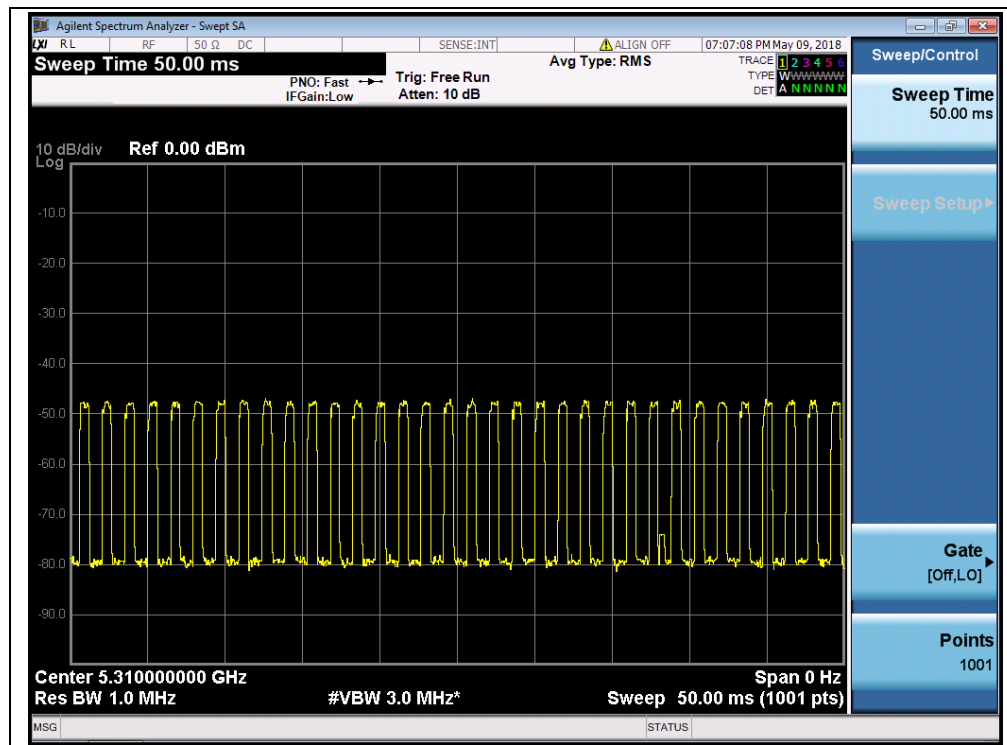 Agilent Spectrum Analyzer - Swept SA
LXI RL RF 50 Ω DC SENSE:INT ALIGN OFF 07:07:08 PM May 09, 2018
Sweep Time 50.00 ms
PNO: Fast
IFGain:Low
Trig: Free Run
Atten: 10 dB
Avg Type: RMS
TRACE 1 2 3 4 5 6
TYPE WWWWWWW
DET A N N N N N
10 dB/div Ref 0.00 dBm
Log
-10.0
-20.0
-30.0
-40.0
-50.0
-60.0
-70.0
-80.0
-90.0
Center 5.310000000 GHz
Span 0 Hz
Res BW 1.0 MHz
#VBW 3.0 MHz*
Sweep 50.00 ms (1001 pts)
MSG
STATUS
Sweep/Control
Sweep Time
50.00 ms
Sweep Setup
Gate
[Off,LO]
Points
1001